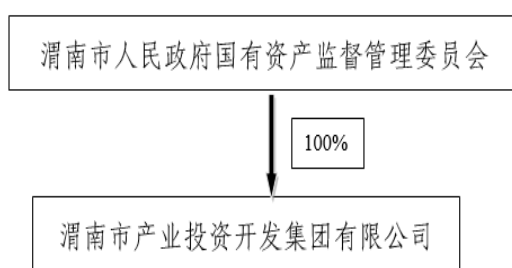 渭南市人民政府国有资产监督管理委员会
100%
渭南市产业投资开发集团有限公司